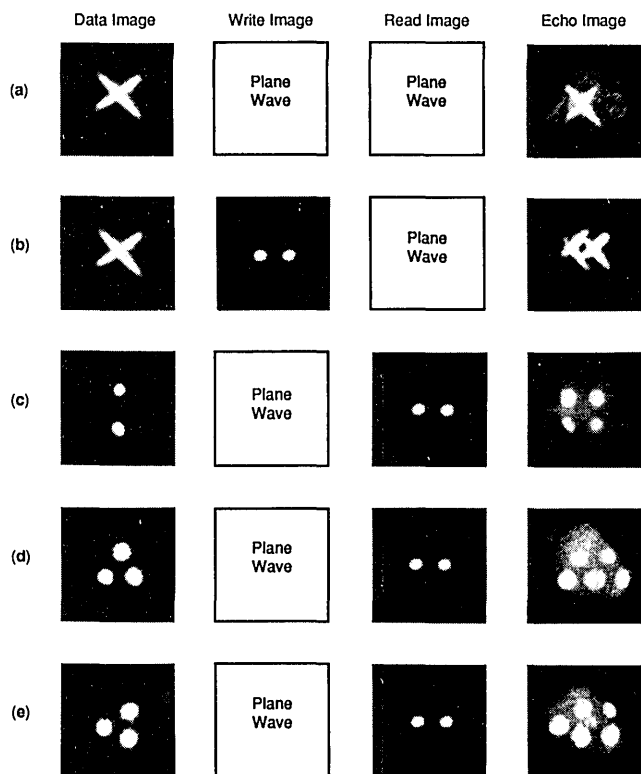 Data Image Write Image Read Image Echo Image
(a)
Plane
Wave
Plane
Wave
(b)
Plane
Wave
(c)
Plane
Wave
(d)
Plane
Wave
(e)
Plane
Wave